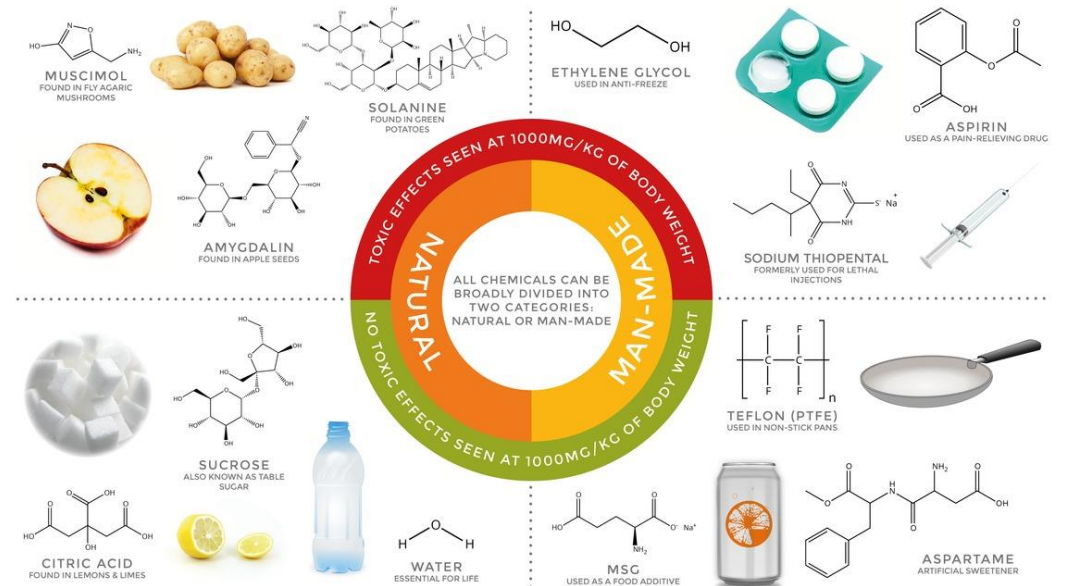 MUSCIMOL
FOUND IN FLY AGARIC
MUSHROOMS
SOLANINE
FOUND IN GREEN
POTATOES
AMYGDALIN
FOUND IN APPLE SEEDS
HO
OH
ETHYLENE GLYCOL
USED IN ANTI-FREEZE
ASPIRIN
USED AS A PAIN-RELIEVING DRUG
SODIUM THIOPENTAL
FORMERLY USED FOR LETHAL
INJECTIONS
TOXIC EFFECTS SEEN AT 1000MG/KG OF BODY WEIGHT
NATURAL
MAN-MADE
ALL CHEMICALS CAN BE
BROADLY DIVIDED INTO
TWO CATEGORIES:
NATURAL OR MAN-MADE
NO TOXIC EFFECTS SEEN AT 1000MG/KG OF BODY WEIGHT
SUCROSE
ALSO KNOWN AS TABLE
SUGAR
CITRIC ACID
FOUND IN LEMONS & LIMES
H O H
WATER
ESSENTIAL FOR LIFE
F F
C C
F F
n
TEFLON (PTFE)
USED IN NON-STICK PANS
MSG
USED AS A FOOD ADDITIVE
ASPARTAME
ARTIFICIAL SWEETENER